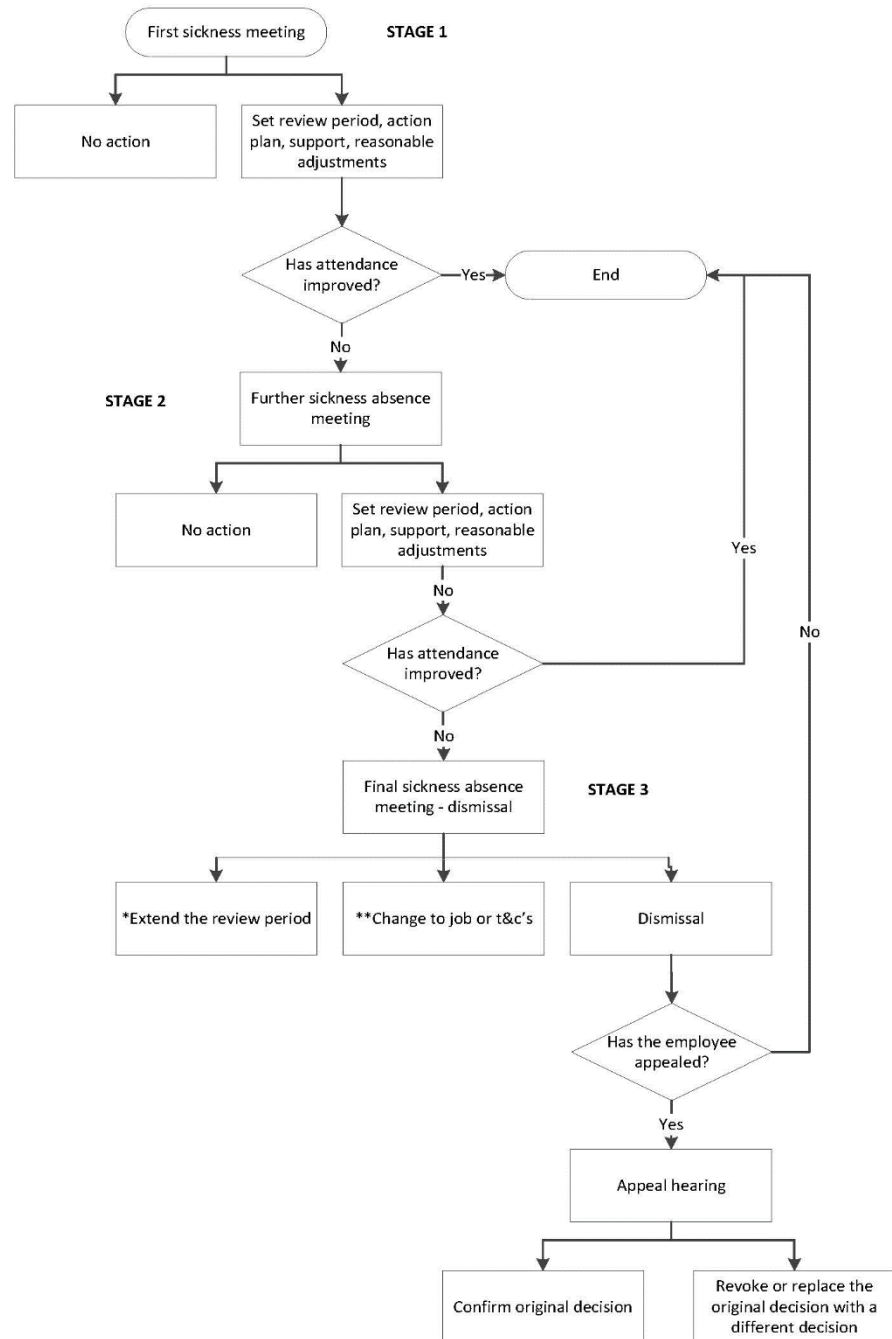 First sickness meeting
STAGE 1
No action
Set review period, action
plan, support, reasonable
adjustments
Has attendance
improved?
Yes
End
No
STAGE 2
Further sickness absence
meeting
No action
Set review period, action
plan, support, reasonable
adjustments
Yes
No
No
Has attendance
improved?
No
Final sickness absence
meeting - dismissal
STAGE 3
*Extend the review period
**Change to job or t&c's
Dismissal
Has the employee
appealed?
Yes
Appeal hearing
Confirm original decision
Revoke or replace the
original decision with a
different decision